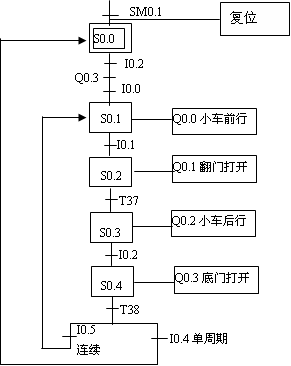 SM0.1
复位
S0.0
I0.2
Q0.3
I0.0
S0.1
Q0.0 小车前行
I0.1
S0.2
Q0.1 翻门打开
T37
S0.3
Q0.2 小车后行
I0.2
S0.4
Q0.3 底门打开
T38
I0.5
I0.4 单周期
连续